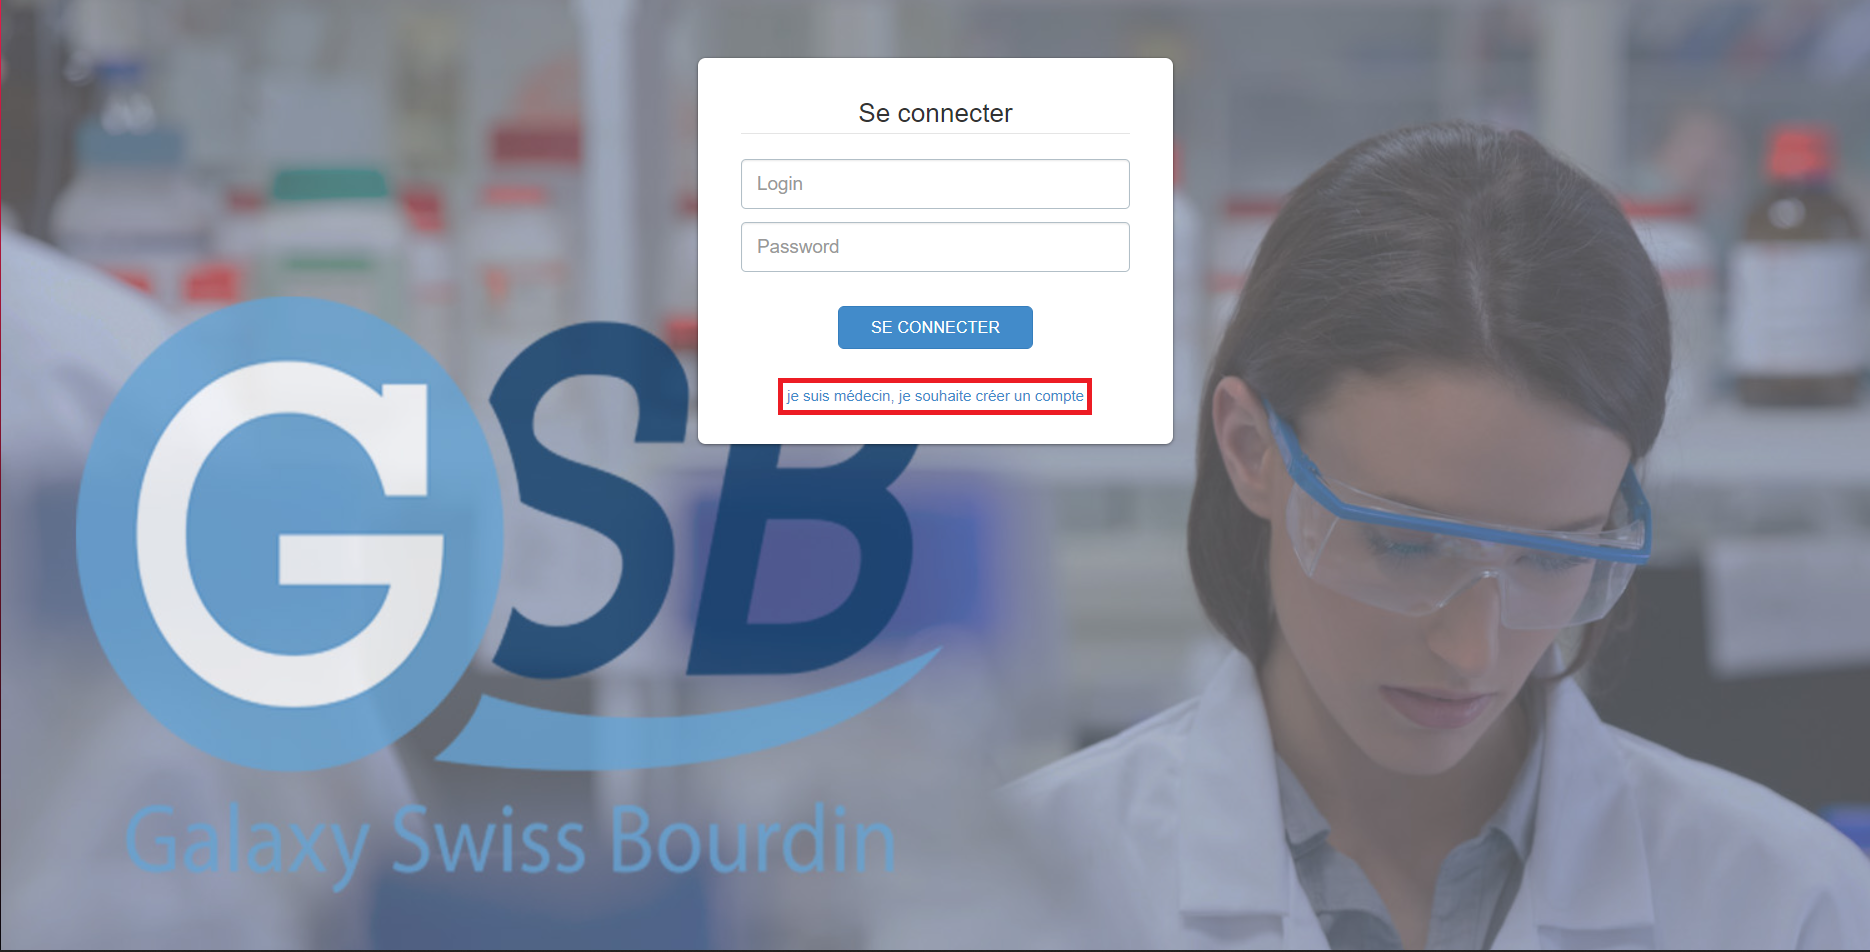 Se connecter
Login
Password
SE CONNECTER
je suis médecin, je souhaite créer un compte
GSB
Galaxy Swiss Bourdin